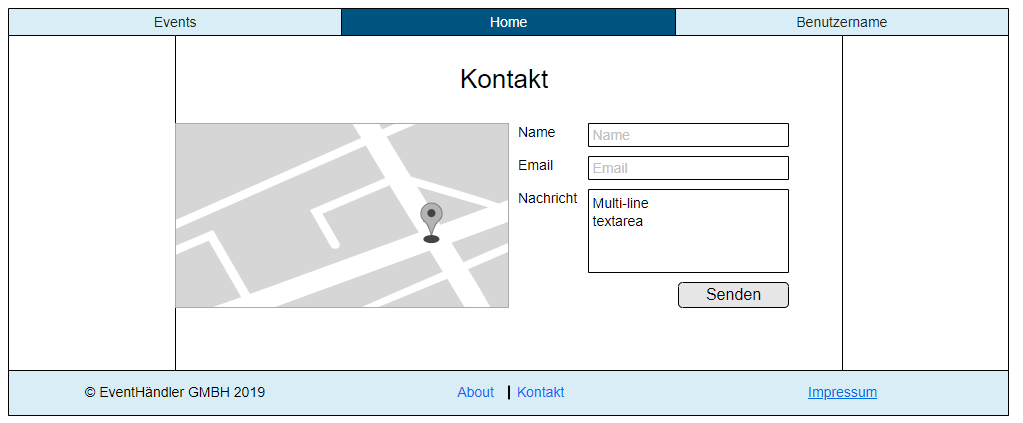 Events
Home
Benutzername
Kontakt
Name
Name
Email
Email
Nachricht
Multi-line
textarea
Senden
© EventHändler GMBH 2019
About | Kontakt
Impressum